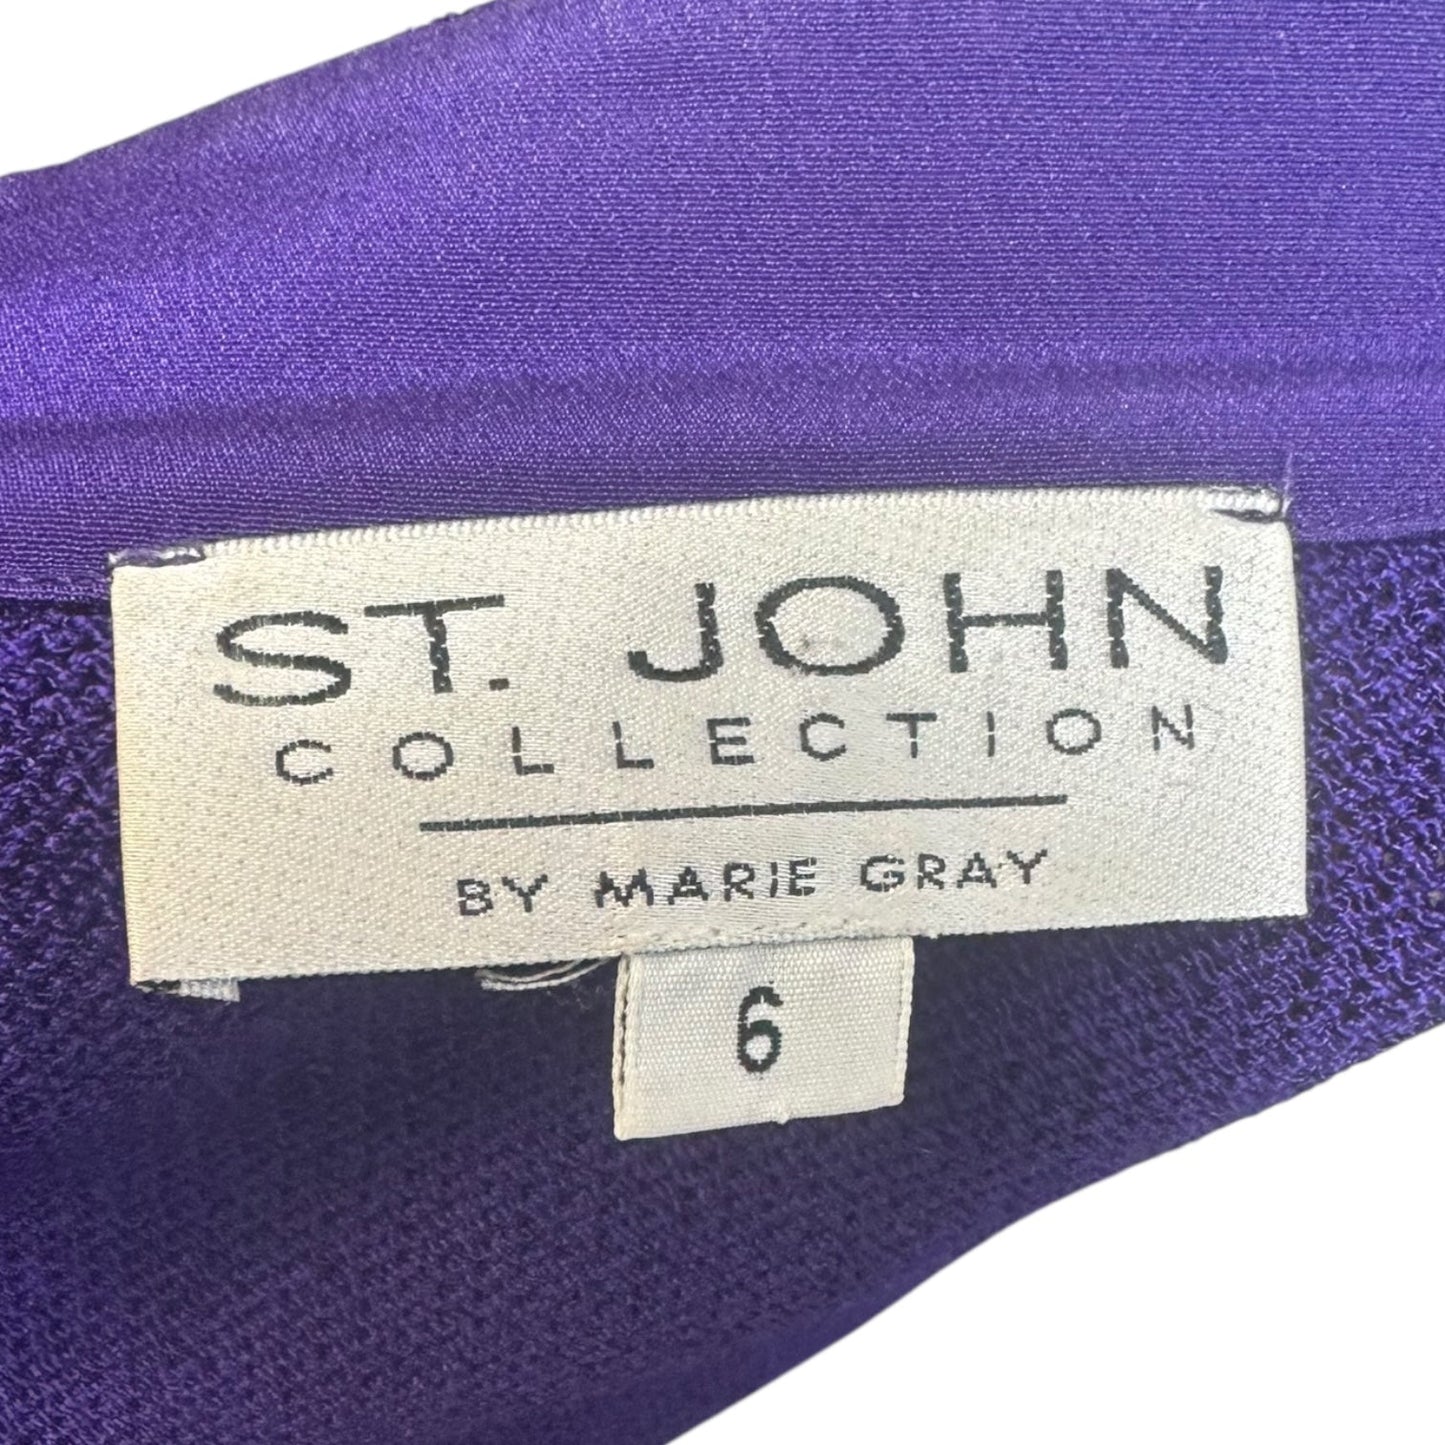 ST. JOHN
COLLECTION
BY MARIE GRAY
6